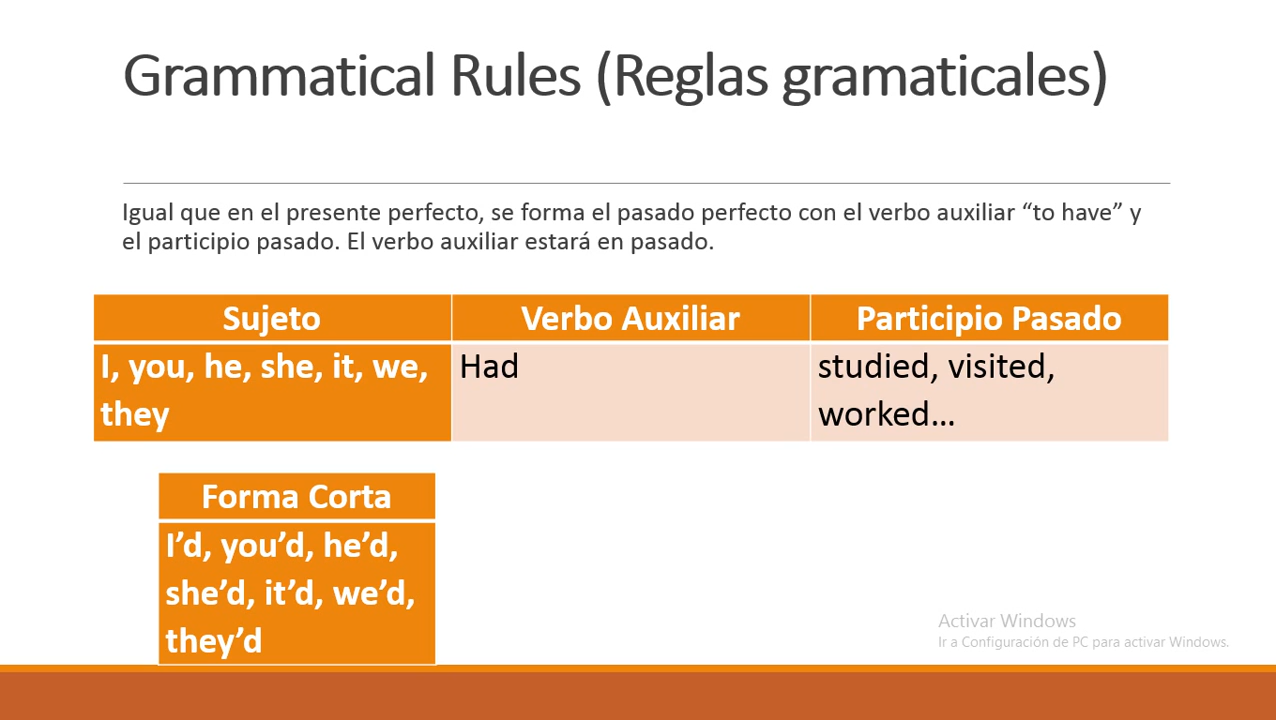 Grammatical Rules (Reglas gramaticales)
Igual que en el presente perfecto, se forma el pasado perfecto con el verbo auxiliar “to have” y
el participio pasado. El verbo auxiliar estará en pasado.
Sujeto Verbo Auxiliar Participio Pasado
I, you, he, she, it, we, Had studied, visited,
they worked…
Forma Corta
I’d, you’d, he’d,
she’d, it’d, we’d,
they’d
Activar Windows
Ir a Configuración de PC para activar Windows.